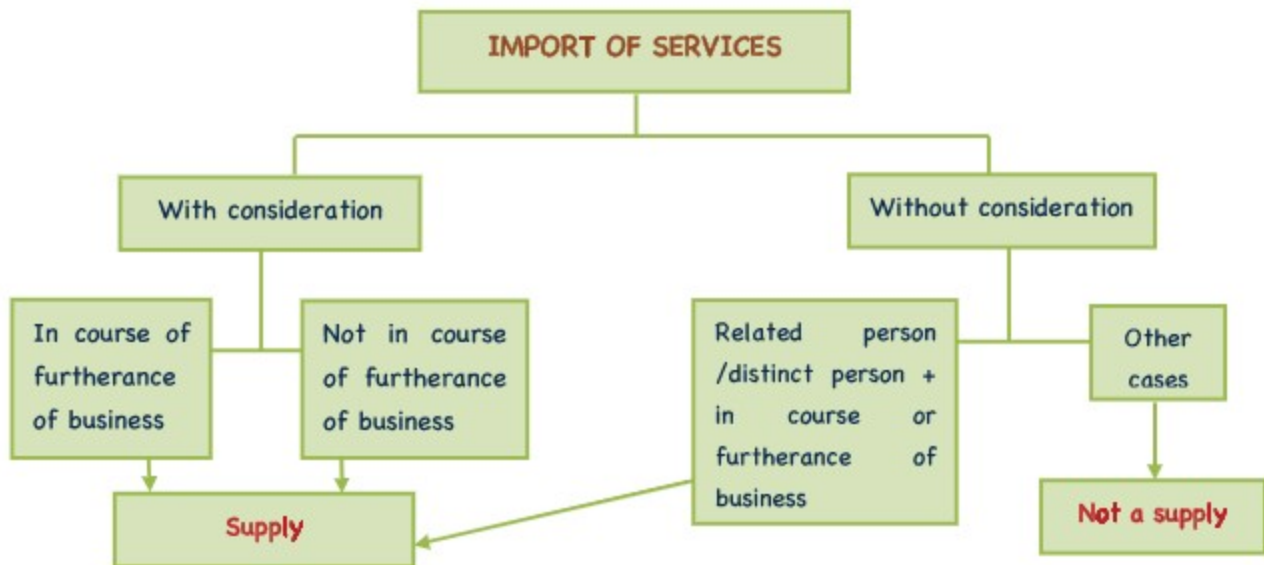 IMPORT OF SERVICES
With consideration
Without consideration
In course of
furtherance
of business
Not in course
of furtherance
of business
Related person
/distinct person +
in course or
furtherance of
business
Other
cases
Supply
Not a supply